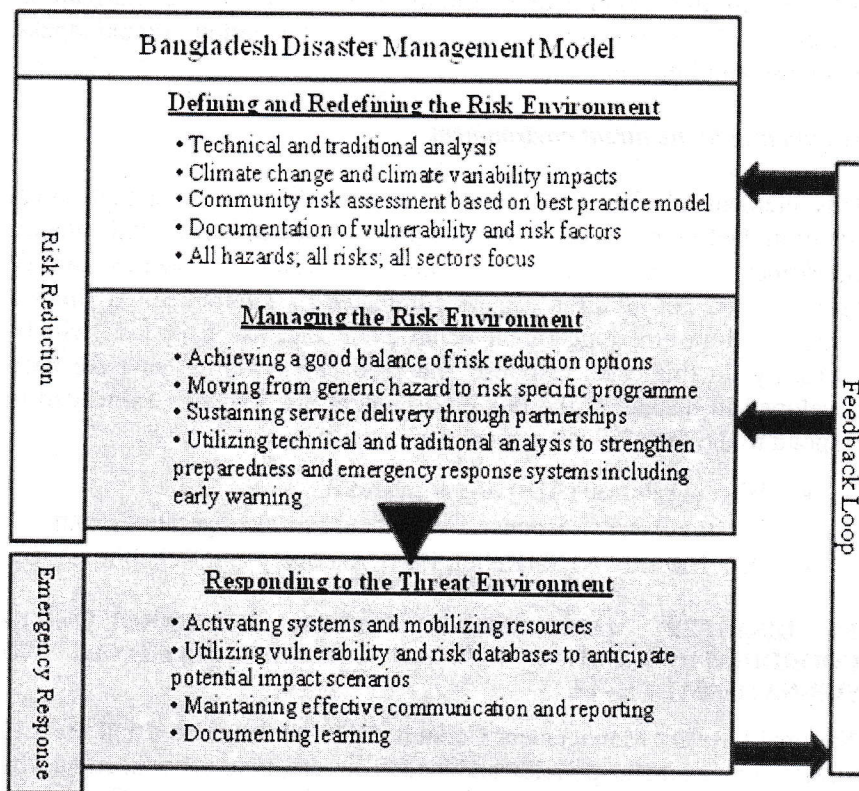 Bangladesh Disaster Management Model
Risk Reduction
Defining and Redefining the Risk Environment
• Technical and traditional analysis
• Climate change and climate variability impacts
• Community risk assessment based on best practice model
• Documentation of vulnerability and risk factors
• All hazards; all risks; all sectors focus
Managing the Risk Environment
• Achieving a good balance of risk reduction options
• Moving from generic hazard to risk specific programme
• Sustaining service delivery through partnerships
• Utilizing technical and traditional analysis to strengthen
preparedness and emergency response systems including
early warning
Emergency Response
Responding to the Threat Environment
• Activating systems and mobilizing resources
• Utilizing vulnerability and risk databases to anticipate
potential impact scenarios
• Maintaining effective communication and reporting
• Documenting learning
Feedback Loop